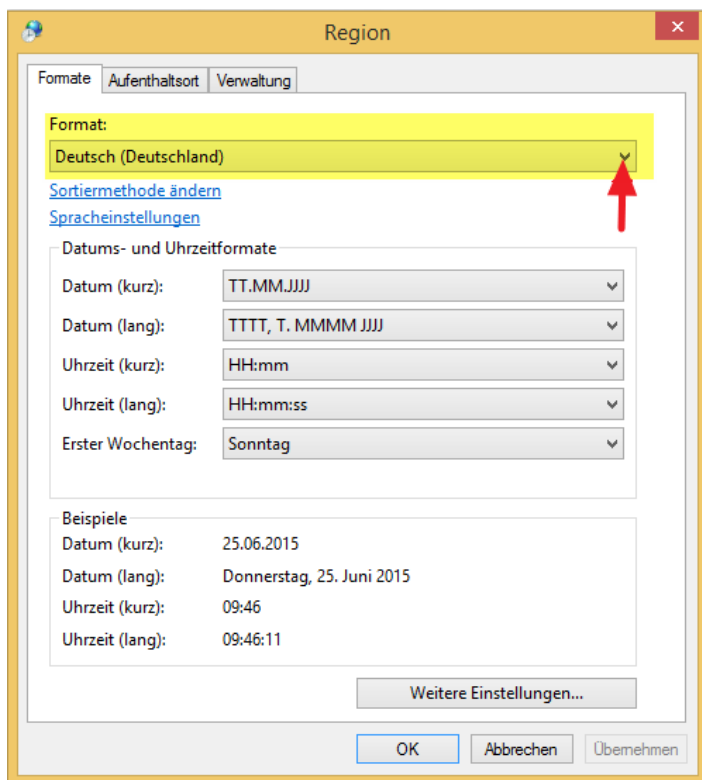 Region
Formate Aufenthaltsort Verwaltung
Format:
Deutsch (Deutschland)
Sortiermethode ändern
Spracheinstellungen
Datums- und Uhrzeitformate
Datum (kurz): TT.MM.JJJJ
Datum (lang): TTTT, T. MMMM JJJJ
Uhrzeit (kurz): HH:mm
Uhrzeit (lang): HH:mm:ss
Erster Wochentag: Sonntag
Beispiele
Datum (kurz): 25.06.2015
Datum (lang): Donnerstag, 25. Juni 2015
Uhrzeit (kurz): 09:46
Uhrzeit (lang): 09:46:11
Weitere Einstellungen...
OK Abbrechen Übernehmen